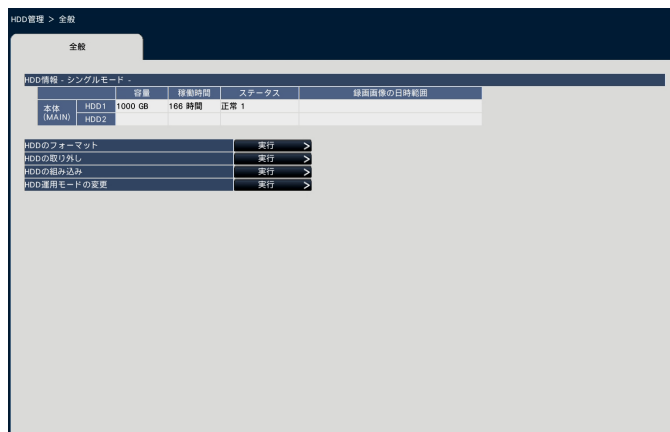 HDD管理 > 全般
全般
HDD情報 - シングルモード -
容量 稼働時間 ステータス 録画画像の日時範囲
本体 (MAIN) HDD1 1000 GB 166 時間 正常 1
HDD2
HDDのフォーマット 実行 >
HDDの取り外し 実行 >
HDDの組み込み 実行 >
HDD運用モードの変更 実行 >